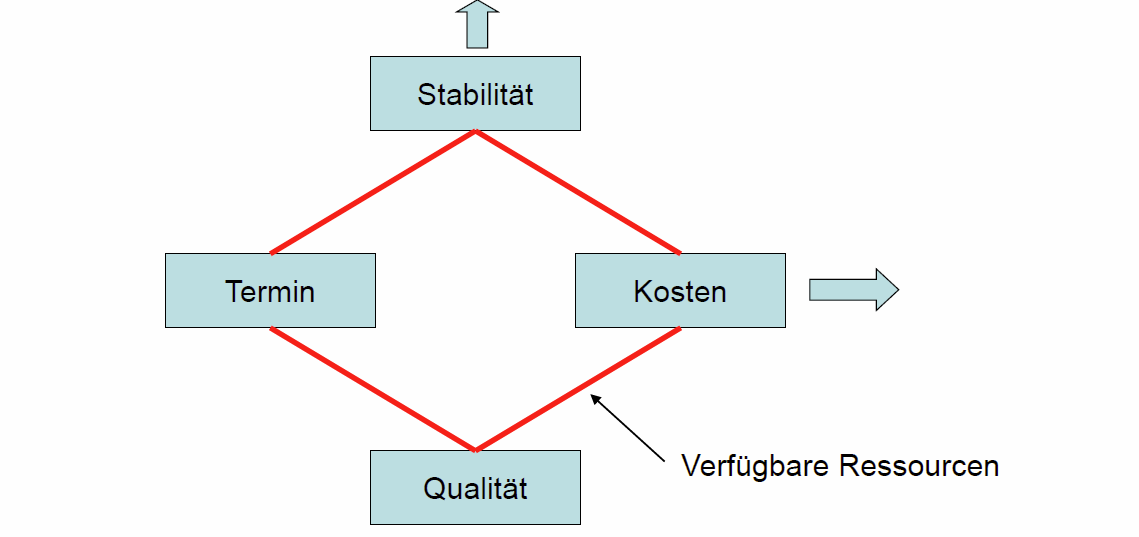 Stabilität
Termin
Kosten
Verfügbare Ressourcen
Qualität